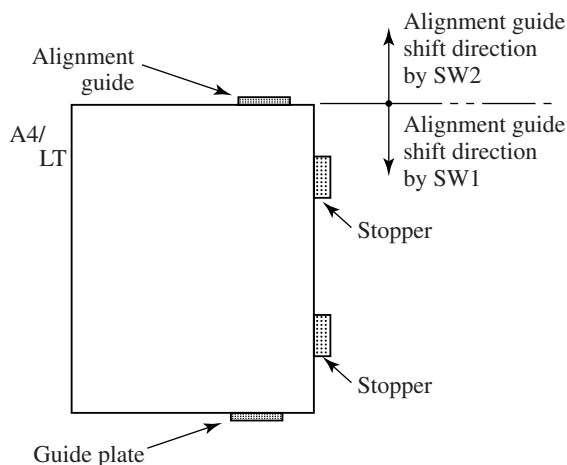 Alignment guide
shift direction
by SW2
Alignment
guide
A4/
LT
Alignment guide
shift direction
by SW1
Stopper
Stopper
Guide plate